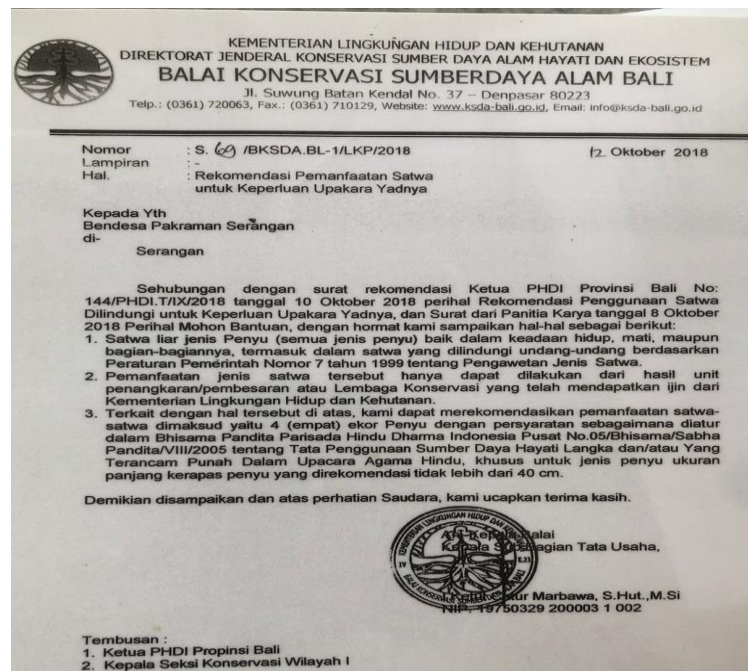 KEMENTERIAN LINGKUNGAN HIDUP DAN KEHUTANAN
DIREKTORAT JENDERAL KONSERVASI SUMBER DAYA ALAM HAYATI DAN EKOSISTEM
BALAI KONSERVASI SUMBERDAYA ALAM BALI
Jl. Suwung Batan Kendal No. 37 – Denpasar 80223
Telp.: (0361) 720063, Fax.: (0361) 710129, Website: www.ksda-bali.go.id, Email: info@ksda-bali.go.id
Nomor : S. 69 /BKSDA.BL-1/LKP/2018 12 Oktober 2018
Lampiran : -
Hal. : Rekomendasi Pemanfaatan Satwa
untuk Keperluan Upakara Yadnya
Kepada Yth
Bendesa Pakraman Serangan
di-
Serangan
Sehubungan dengan surat rekomendasi Ketua PHDI Provinsi Bali No:
144/PHDI.T/IX/2018 tanggal 10 Oktober 2018 perihal Rekomendasi Penggunaan Satwa
Dilindungi untuk Keperluan Upakara Yadnya, dan Surat dari Panitia Karya tanggal 8 Oktober
2018 Perihal Mohon Bantuan, dengan hormat kami sampaikan hal-hal sebagai berikut:
1. Satwa liar jenis Penyu (semua jenis penyu) baik dalam keadaan hidup, mati, maupun
bagian-bagiannya, termasuk dalam satwa yang dilindungi undang-undang berdasarkan
Peraturan Pemerintah Nomor 7 tahun 1999 tentang Pengawetan Jenis Satwa.
2. Pemanfaatan jenis satwa tersebut hanya dapat dilakukan dari hasil unit
penangkaran/pembesaran atau Lembaga Konservasi yang telah mendapatkan ijin dari
Kementerian Lingkungan Hidup dan Kehutanan.
3. Terkait dengan hal tersebut di atas, kami dapat merekomendasikan pemanfaatan satwa-
satwa dimaksud yaitu 4 (empat) ekor Penyu dengan persyaratan sebagaimana diatur
dalam Bhisama Pandita Parisada Hindu Dharma Indonesia Pusat No.05/Bhisama/Sabha
Pandita/VIII/2005 tentang Tata Penggunaan Sumber Daya Hayati Langka dan/atau Yang
Terancam Punah Dalam Upacara Agama Hindu, khusus untuk jenis penyu ukuran
panjang kerapas penyu yang direkomendasi tidak lebih dari 40 cm.
Demikian disampaikan dan atas perhatian Saudara, kami ucapkan terima kasih.
Kepala Balai
Kepala Subbagian Tata Usaha,
Marbawa, S.Hut.,M.Si
NIP. 19750329 200003 1 002
Tembusan :
1. Ketua PHDI Propinsi Bali
2. Kepala Seksi Konservasi Wilayah I